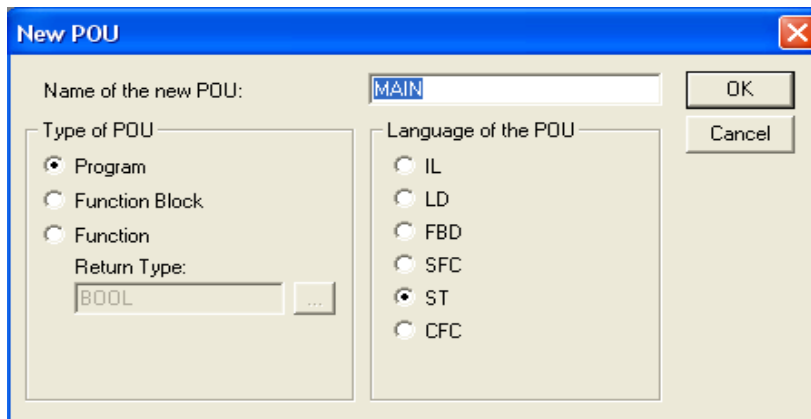 New POU
Name of the new POU:
MAIN
OK
Cancel
Type of POU
Program
Function Block
Function
Return Type:
BOOL
...
Language of the POU
IL
LD
FBD
SFC
ST
CFC